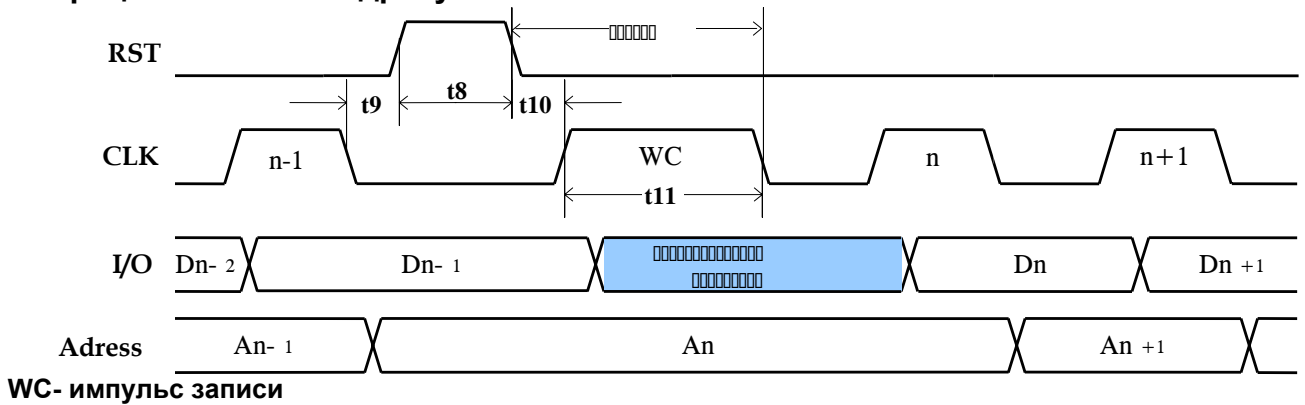 RST
t9 t8 t10
CLK n-1 WC n n+1
t11
I/O Dn- 2 Dn- 1 Dn Dn +1
Adress An- 1 An An +1
WC- импульс записи